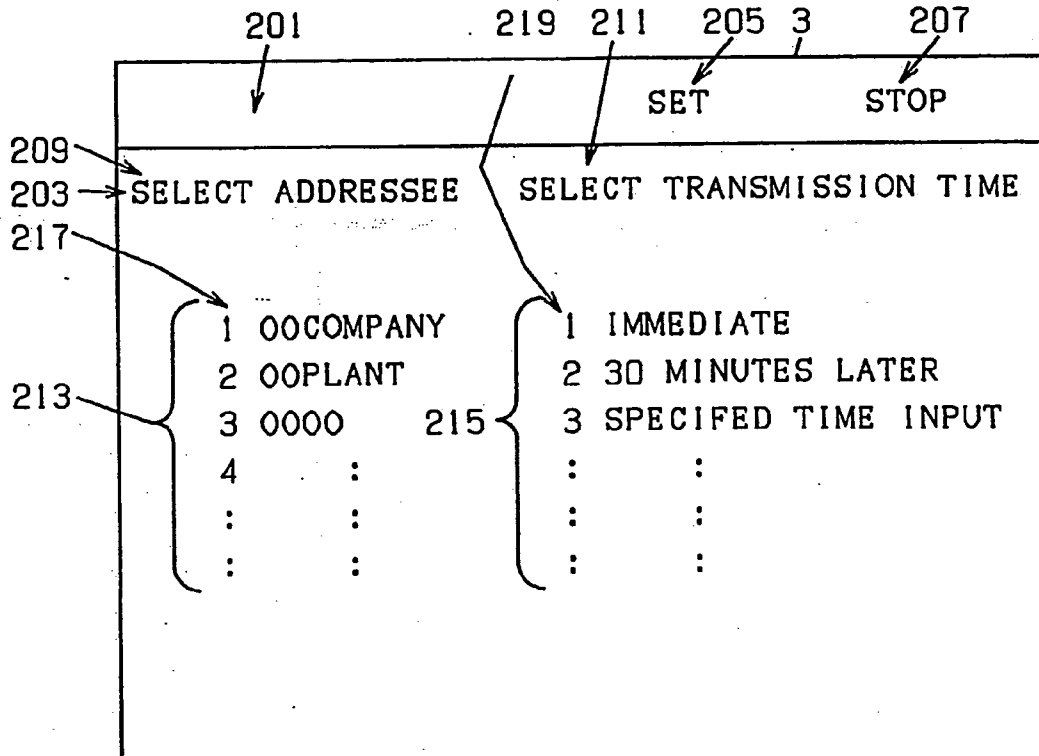 201 219 211 205 3 207
SET STOP
209
203 SELECT ADDRESSEE SELECT TRANSMISSION TIME
217
1 OOCOMPANY 1 IMMEDIATE
2 OOPLANT 2 30 MINUTES LATER
213 3 OOOO 215 3 SPECIFED TIME INPUT
4 : : :
: : : :
: : : :